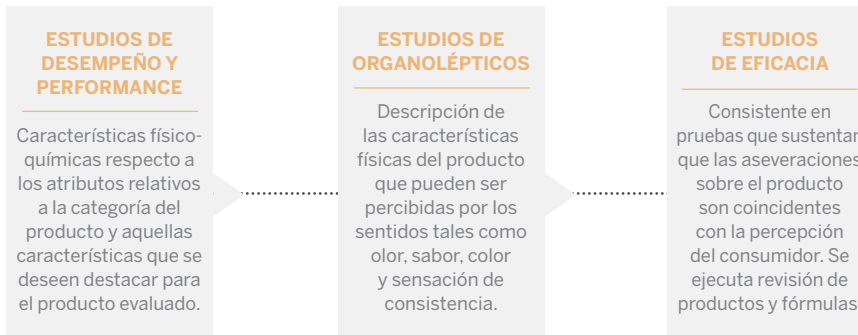 ESTUDIOS DE
DESEMPEÑO Y
PERFORMANCE
Características físico-
químicas respecto a
los atributos relativos
a la categoría del
producto y aquellas
características que se
deseen destacar para
el producto evaluado.
ESTUDIOS DE
ORGANOLÉPTICOS
Descripción de
las características
físicas del producto
que pueden ser
percibidas por los
sentidos tales como
olor, sabor, color
y sensación de
consistencia.
ESTUDIOS
DE EFICACIA
Consistente en
pruebas que sustentan
que las aseveraciones
sobre el producto
son coincidentes
con la percepción
del consumidor. Se
ejecuta revisión de
productos y fórmulas